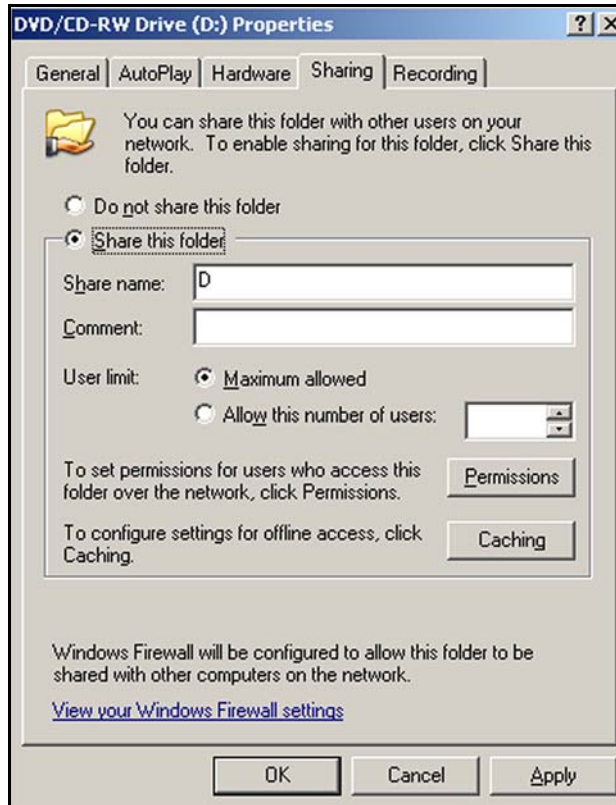 DVD/CD-RW Drive (D:) Properties
General AutoPlay Hardware Sharing Recording
You can share this folder with other users on your
network. To enable sharing for this folder, click Share this
folder.
Do not share this folder
Share this folder
Share name: D
Comment:
User limit: Maximum allowed
Allow this number of users:
To set permissions for users who access this
folder over the network, click Permissions.
Permissions
To configure settings for offline access, click
Caching.
Caching
Windows Firewall will be configured to allow this folder to be
shared with other computers on the network.
View your Windows Firewall settings
OK Cancel Apply